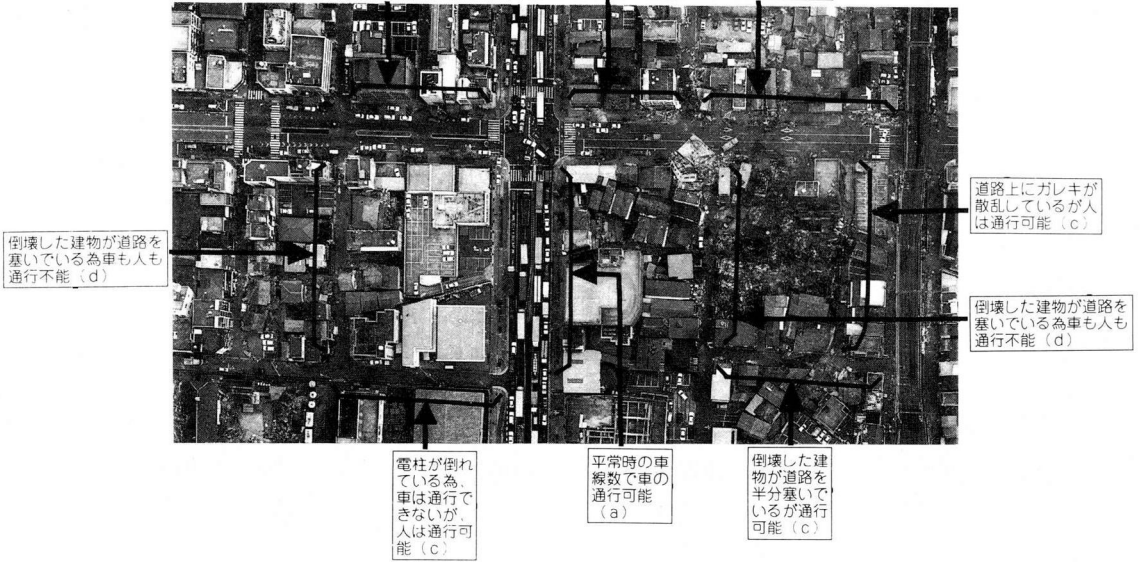 道路上にガレキが
散乱しているが人
は通行可能（c）
倒壊した建物が道路を
塞いでいる為車も人も
通行不能（d）
倒壊した建物が道路を
塞いでいる為車も人も
通行不能（d）
電柱が倒れ
ている為、
車は通行で
きないが、
人は通行可
能（c）
平常時の車
線数で車の
通行可能
（a）
倒壊した建
物が道路を
半分塞いで
いるが通行
可能（c）